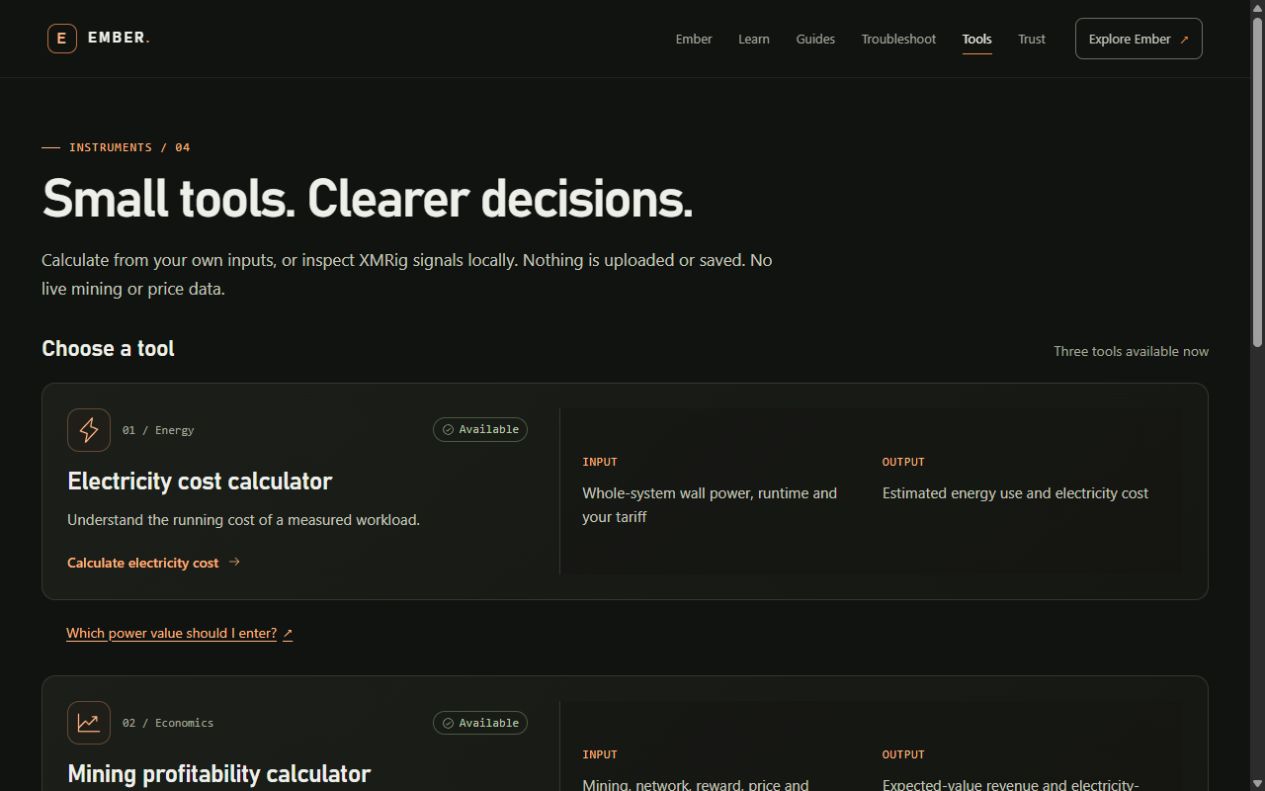 E EMBER.
Ember Learn Guides Troubleshoot Tools Trust Explore Ember ↗
INSTRUMENTS / 04
Small tools. Clearer decisions.
Calculate from your own inputs, or inspect XMRig signals locally. Nothing is uploaded or saved. No
live mining or price data.
Choose a tool
Three tools available now
01 / Energy
Available
Electricity cost calculator
Understand the running cost of a measured workload.
Calculate electricity cost →
INPUT
Whole-system wall power, runtime and
your tariff
OUTPUT
Estimated energy use and electricity cost
Which power value should I enter? ↗
02 / Economics
Available
Mining profitability calculator
INPUT
Mining, network, reward, price and
OUTPUT
Expected-value revenue and electricity-